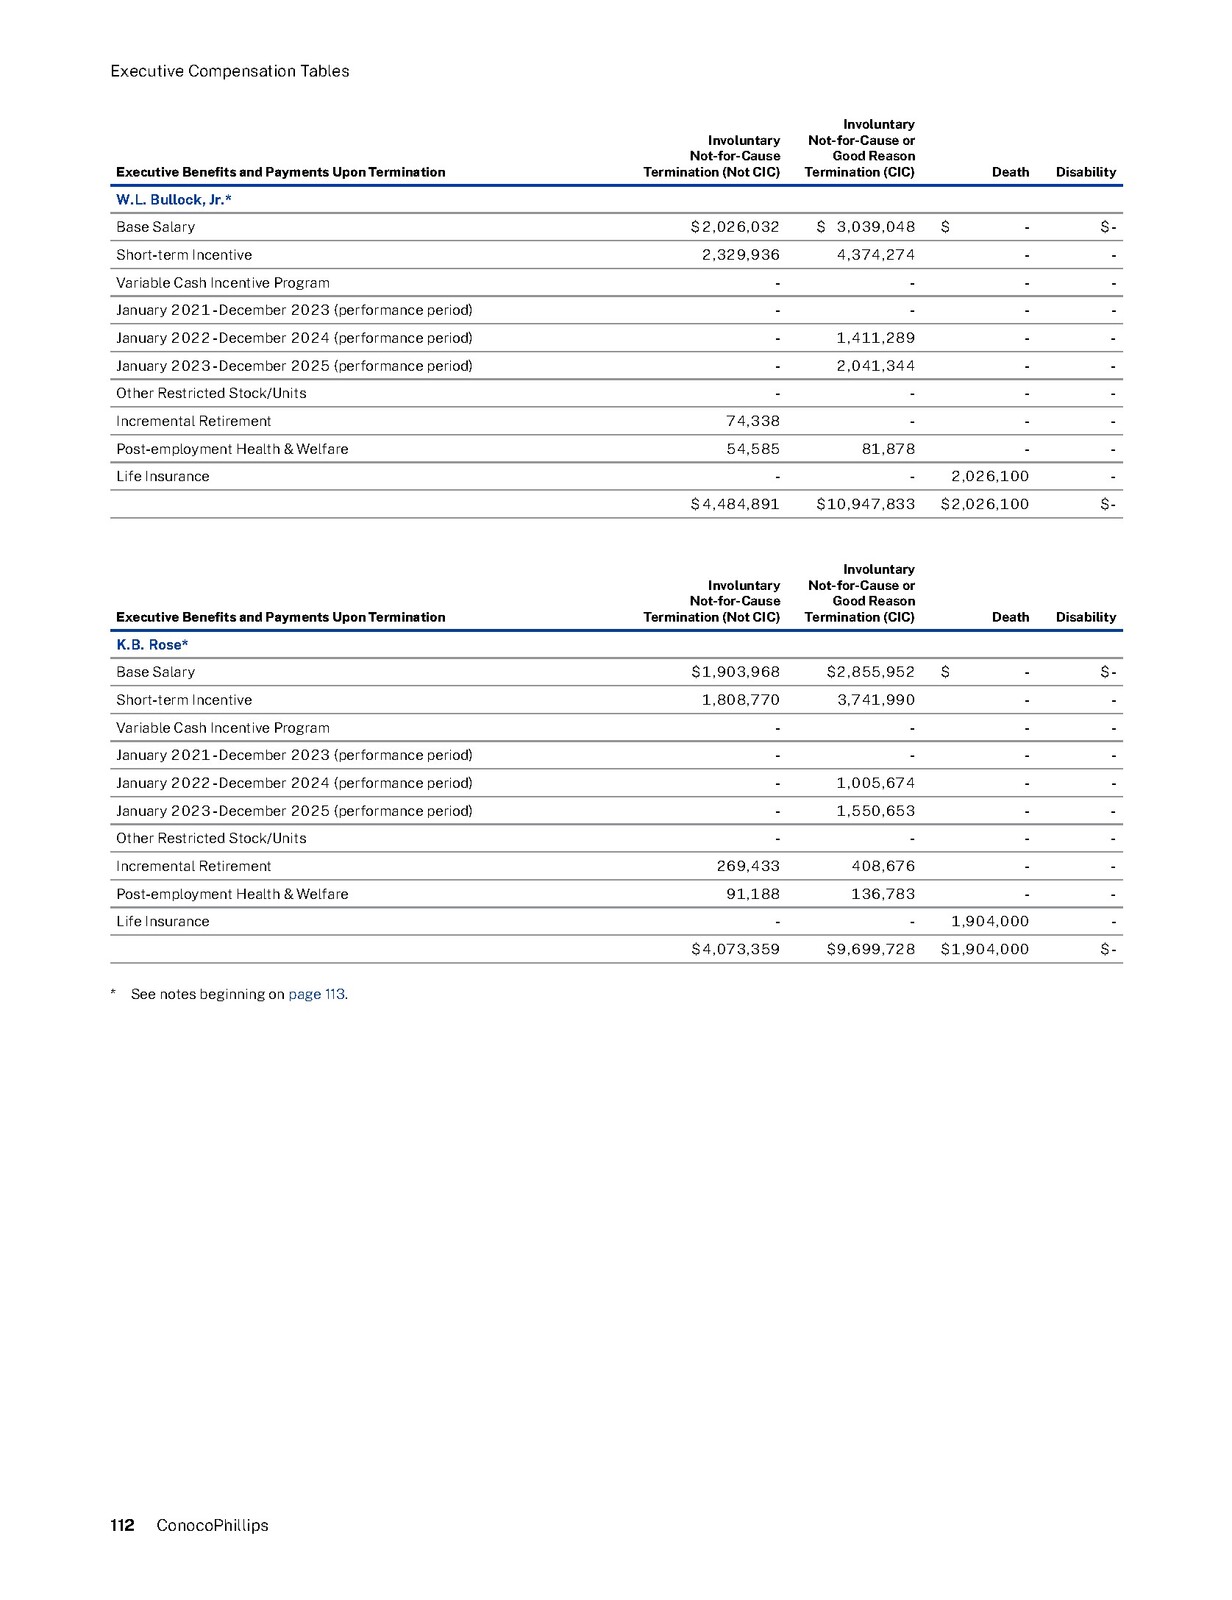 Executive Compensation Tables
Executive Benefits and Payments Upon Termination Involuntary Not-for-Cause Termination (Not CIC) Involuntary Not-for-Cause or Good Reason Termination (CIC) Death Disability
W.L. Bullock, Jr.*
Base Salary $2,026,032 $ 3,039,048 $ - $-
Short-term Incentive 2,329,936 4,374,274 - -
Variable Cash Incentive Program - - - -
January 2021-December 2023 (performance period) - - - -
January 2022-December 2024 (performance period) - 1,411,289 - -
January 2023-December 2025 (performance period) - 2,041,344 - -
Other Restricted Stock/Units - - - -
Incremental Retirement 74,338 - - -
Post-employment Health & Welfare 54,585 81,878 - -
Life Insurance - - 2,026,100 -
$4,484,891 $10,947,833 $2,026,100 $-
Executive Benefits and Payments Upon Termination Involuntary Not-for-Cause Termination (Not CIC) Involuntary Not-for-Cause or Good Reason Termination (CIC) Death Disability
K.B. Rose*
Base Salary $1,903,968 $2,855,952 $ - $-
Short-term Incentive 1,808,770 3,741,990 - -
Variable Cash Incentive Program - - - -
January 2021-December 2023 (performance period) - - - -
January 2022-December 2024 (performance period) - 1,005,674 - -
January 2023-December 2025 (performance period) - 1,550,653 - -
Other Restricted Stock/Units - - - -
Incremental Retirement 269,433 408,676 - -
Post-employment Health & Welfare 91,188 136,783 - -
Life Insurance - - 1,904,000 -
$4,073,359 $9,699,728 $1,904,000 $-
* See notes beginning on page 113.
112 ConocoPhillips